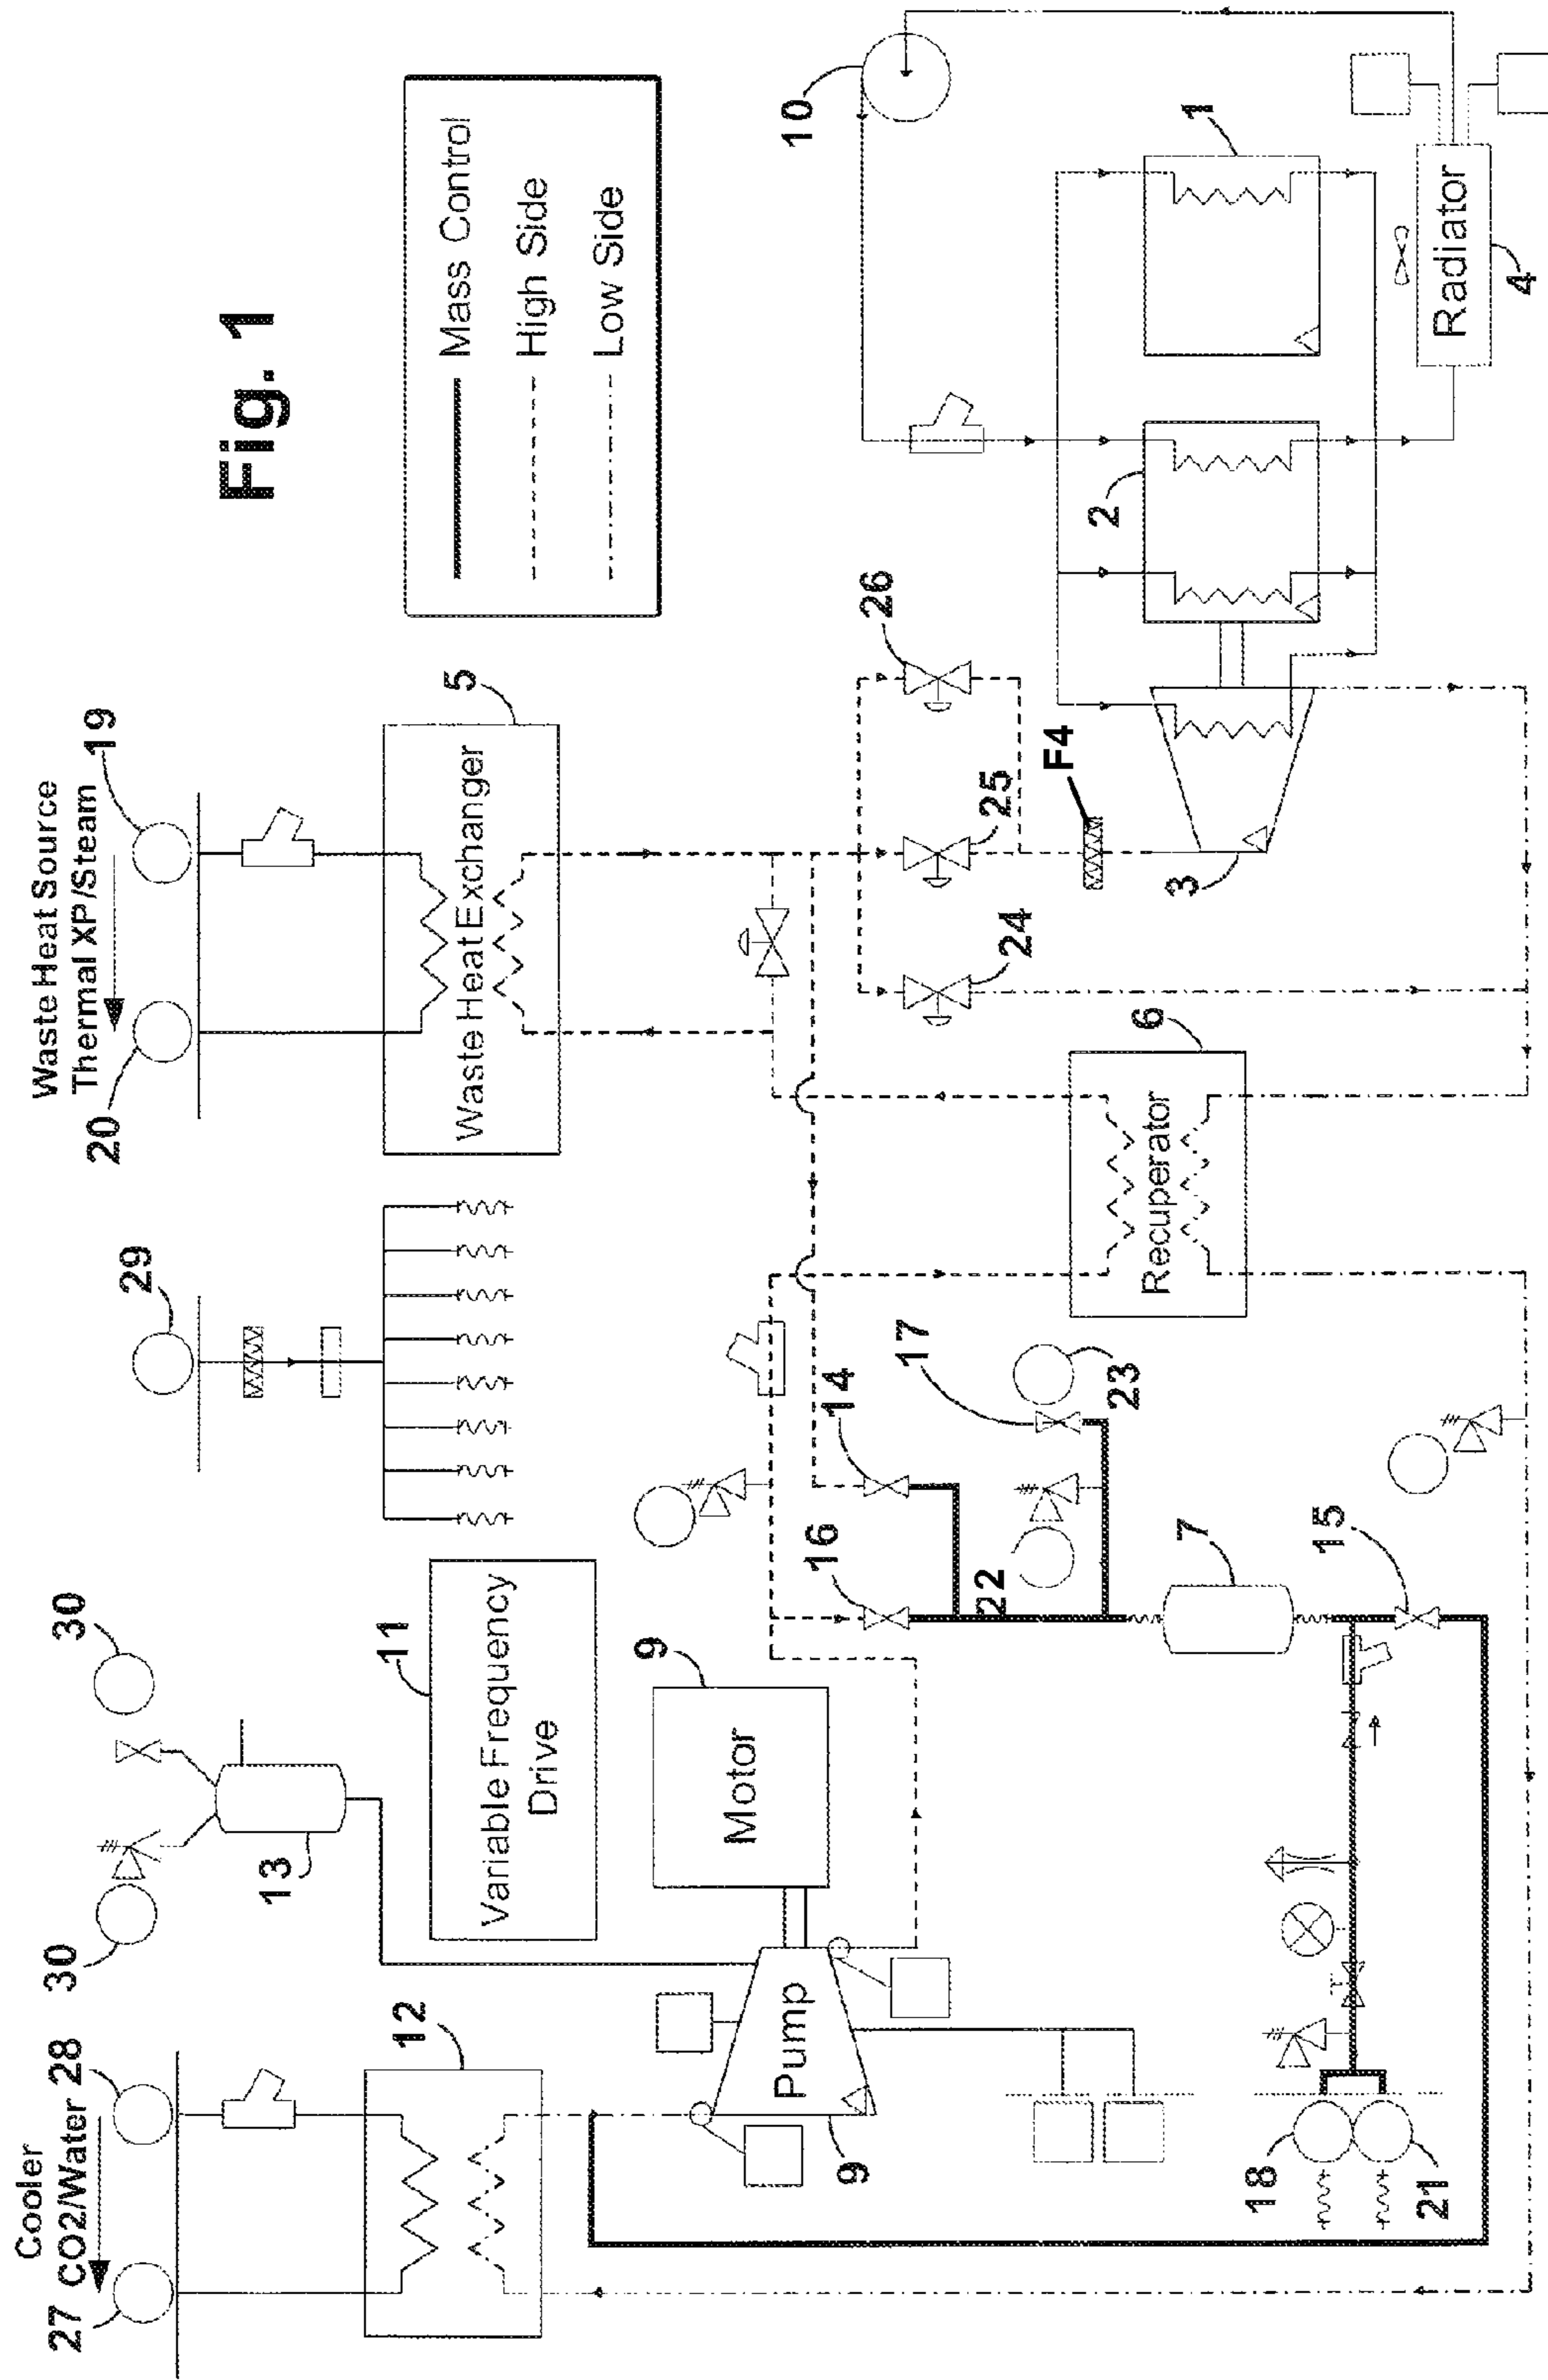 Cooler
27 CO2/Water 28
Waste Heat Source
Thermal XP/Steam
30
30
29
20
19
Fig. 1
13
12
11
Variable Frequency
Drive
5
Waste Heat Exchanger
Mass Control
High Side
Low Side
9
Motor
Pump
9
16
14
17
22
23
10
26
25
24
F4
6
Recuperator
3
2
1
7
15
18
21
Radiator
4